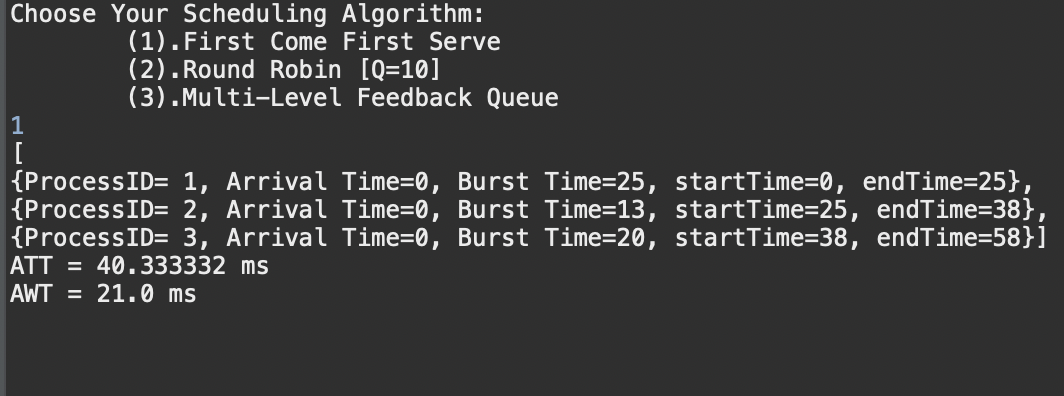 Choose Your Scheduling Algorithm:
(1).First Come First Serve
(2).Round Robin [Q=10]
(3).Multi-Level Feedback Queue
1
[
{ProcessID= 1, Arrival Time=0, Burst Time=25, startTime=0, endTime=25},
{ProcessID= 2, Arrival Time=0, Burst Time=13, startTime=25, endTime=38},
{ProcessID= 3, Arrival Time=0, Burst Time=20, startTime=38, endTime=58}]
ATT = 40.333332 ms
AWT = 21.0 ms